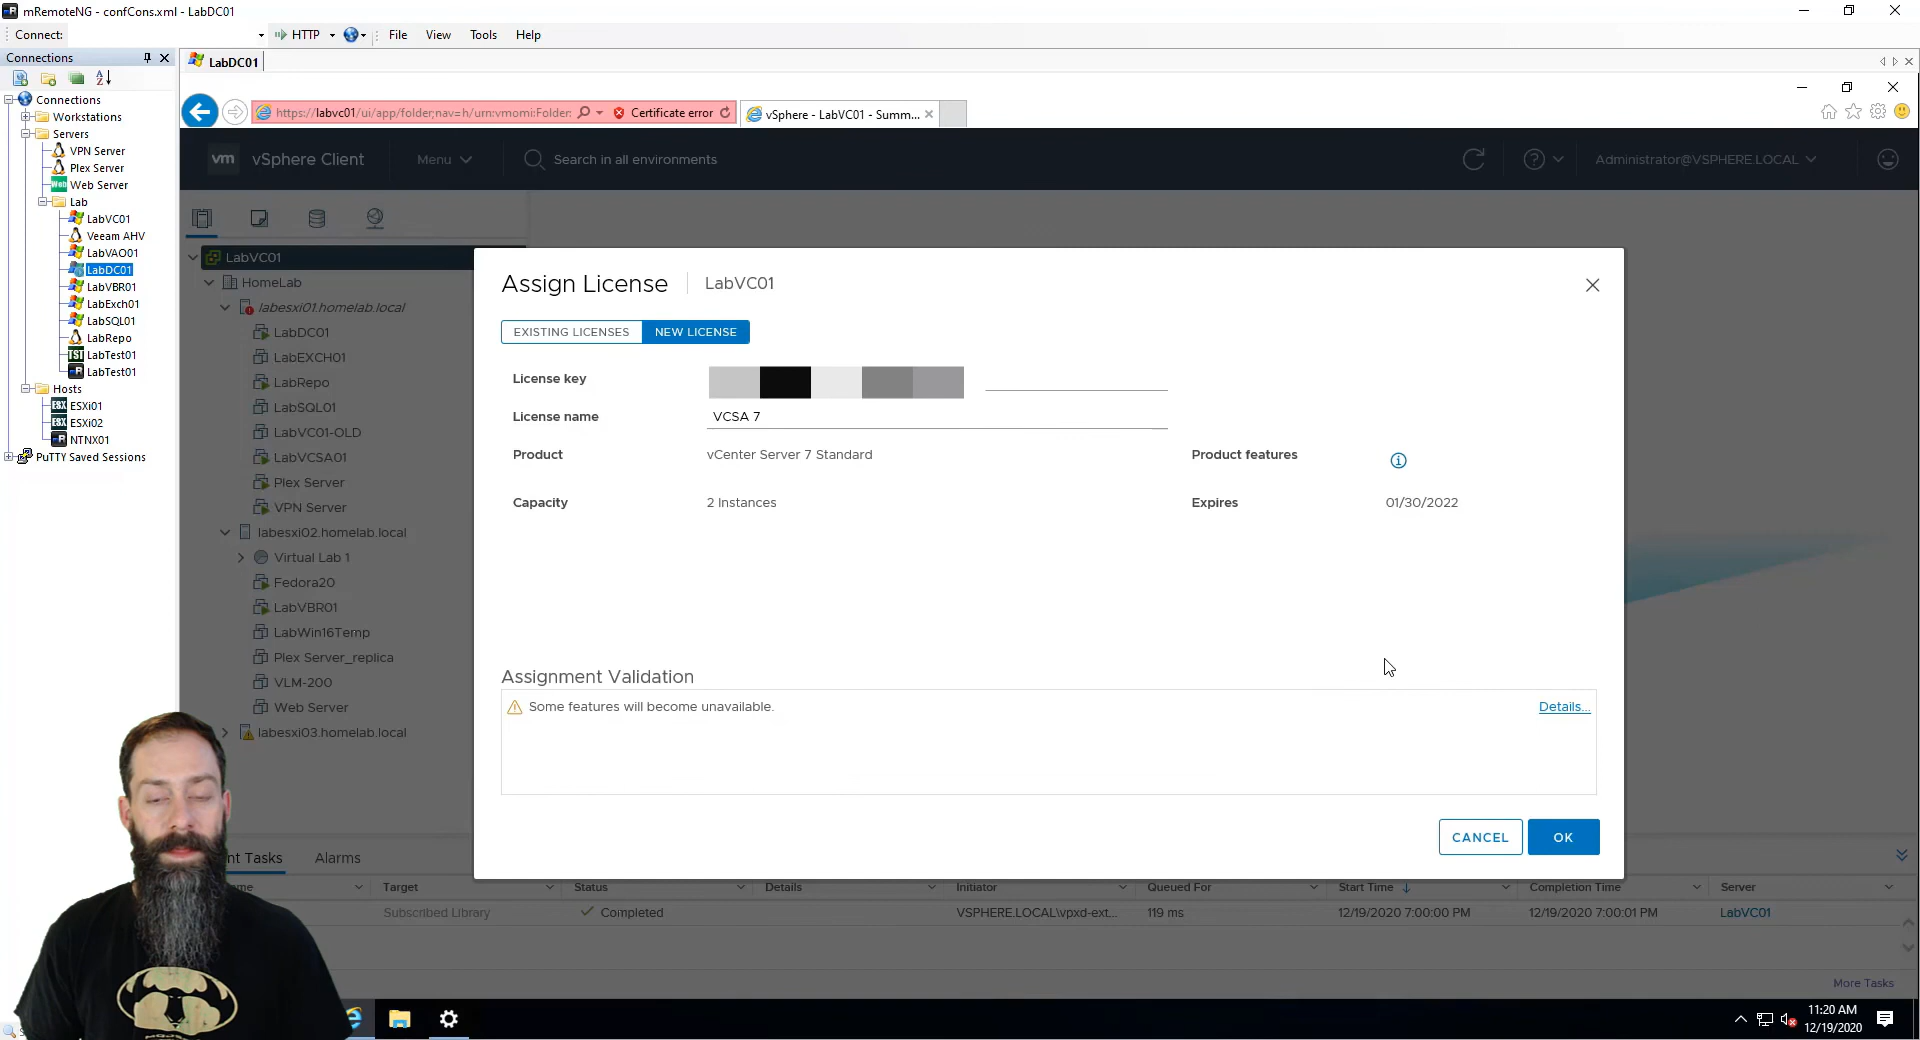 mRemoteNG - confCons.xml - LabDC01
Connect:
HTTP
File
View
Tools
Help
Connections
LabDC01
Connections
Workstations
Servers
VPN Server
Plex Server
Web Server
Lab
LabVC01
Veeam AHV
LabVAO01
LabDC01
LabVBR01
LabExch01
LabSQL01
LabRepo
LabTest01
LabTest01
Hosts
ESXi01
ESXi02
NTNX01
PuTTY Saved Sessions
https://labvc01/ui/app/folder;nav=h/urn:vmomi:Folder:
Certificate error
vSphere - LabVC01 - Summ...
vm
vSphere Client
Menu
Search in all environments
Administrator@VSPHERE.LOCAL
LabVC01
HomeLab
labesxi01.homelab.local
LabDC01
LabEXCH01
LabRepo
LabSQL01
LabVC01-OLD
LabVCSA01
Plex Server
VPN Server
labesxi02.homelab.local
Virtual Lab 1
Fedora20
LabVBR01
LabWin16Temp
Plex Server_replica
VLM-200
Web Server
labesxi03.homelab.local
Assign License
LabVC01
EXISTING LICENSES
NEW LICENSE
License key
License name
VCSA 7
Product
vCenter Server 7 Standard
Product features
Capacity
2 Instances
Expires
01/30/2022
Assignment Validation
Some features will become unavailable.
Details...
CANCEL
OK
Tasks
Alarms
Target
Status
Details
Initiator
Queued For
Start Time
Completion Time
Server
Subscribed Library
Completed
VSPHERE.LOCAL\vpxd-ext...
119 ms
12/19/2020 7:00:00 PM
12/19/2020 7:00:01 PM
LabVC01
More Tasks
11:20 AM
12/19/2020